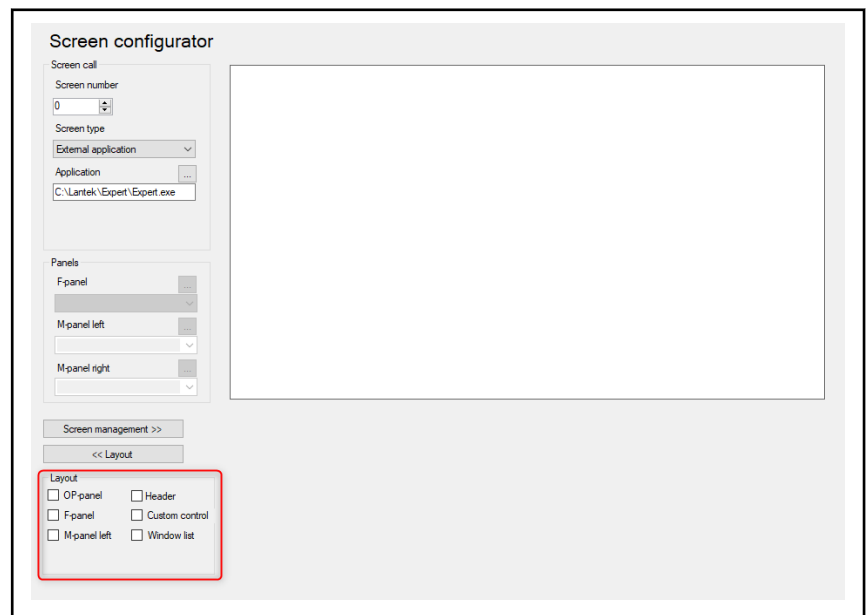 Screen configurator
Screen call
Screen number
0
Screen type
External application
Application
...
C:\Lantek\Expert\Expert.exe
Panels
F-panel
...
M-panel left
...
M-panel right
...
Screen management >>
<< Layout
Layout
OP-panel Header
F-panel Custom control
M-panel left Window list